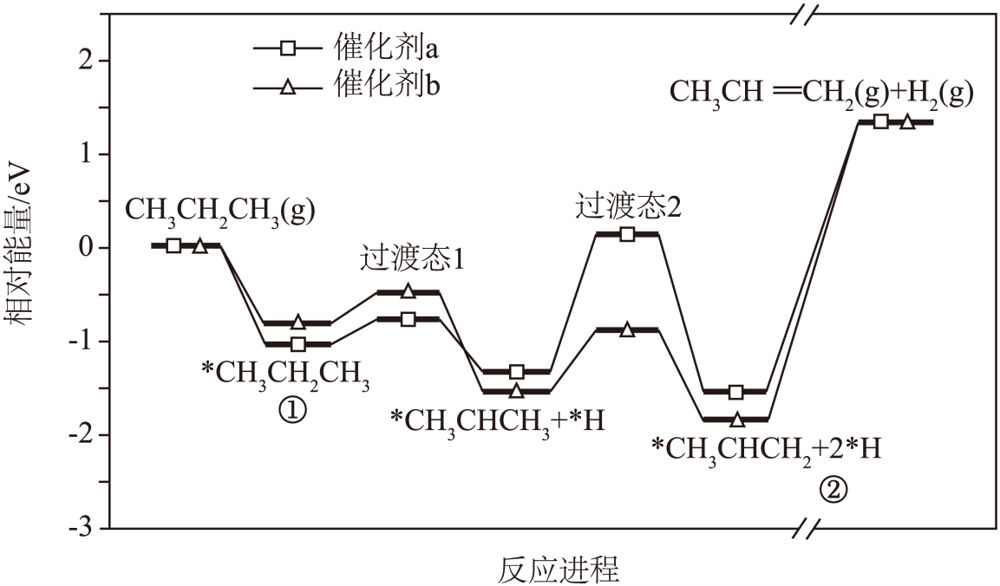 催化剂a
催化剂b
2
1
0
-1
-2
-3
相对能量/eV
CH₃CH₂CH₃(g)
过渡态1
过渡态2
CH₃CH═CH₂(g)+H₂(g)
*CH₃CH₂CH₃
①
*CH₃CHCH₃+*H
*CH₃CHCH₂+2*H
②
反应进程